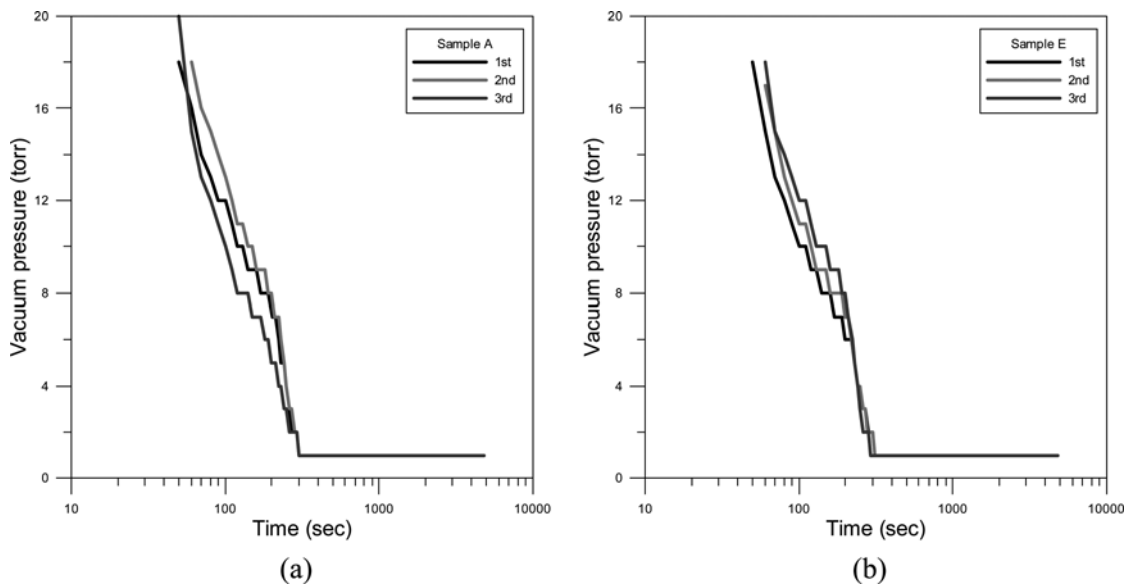 20
16
12
8
4
0
Vacuum pressure (torr)
Sample A
1st
2nd
3rd
10
100
1000
10000
Time (sec)
(a)
20
16
12
8
4
0
Vacuum pressure (torr)
Sample E
1st
2nd
3rd
10
100
1000
10000
Time (sec)
(b)